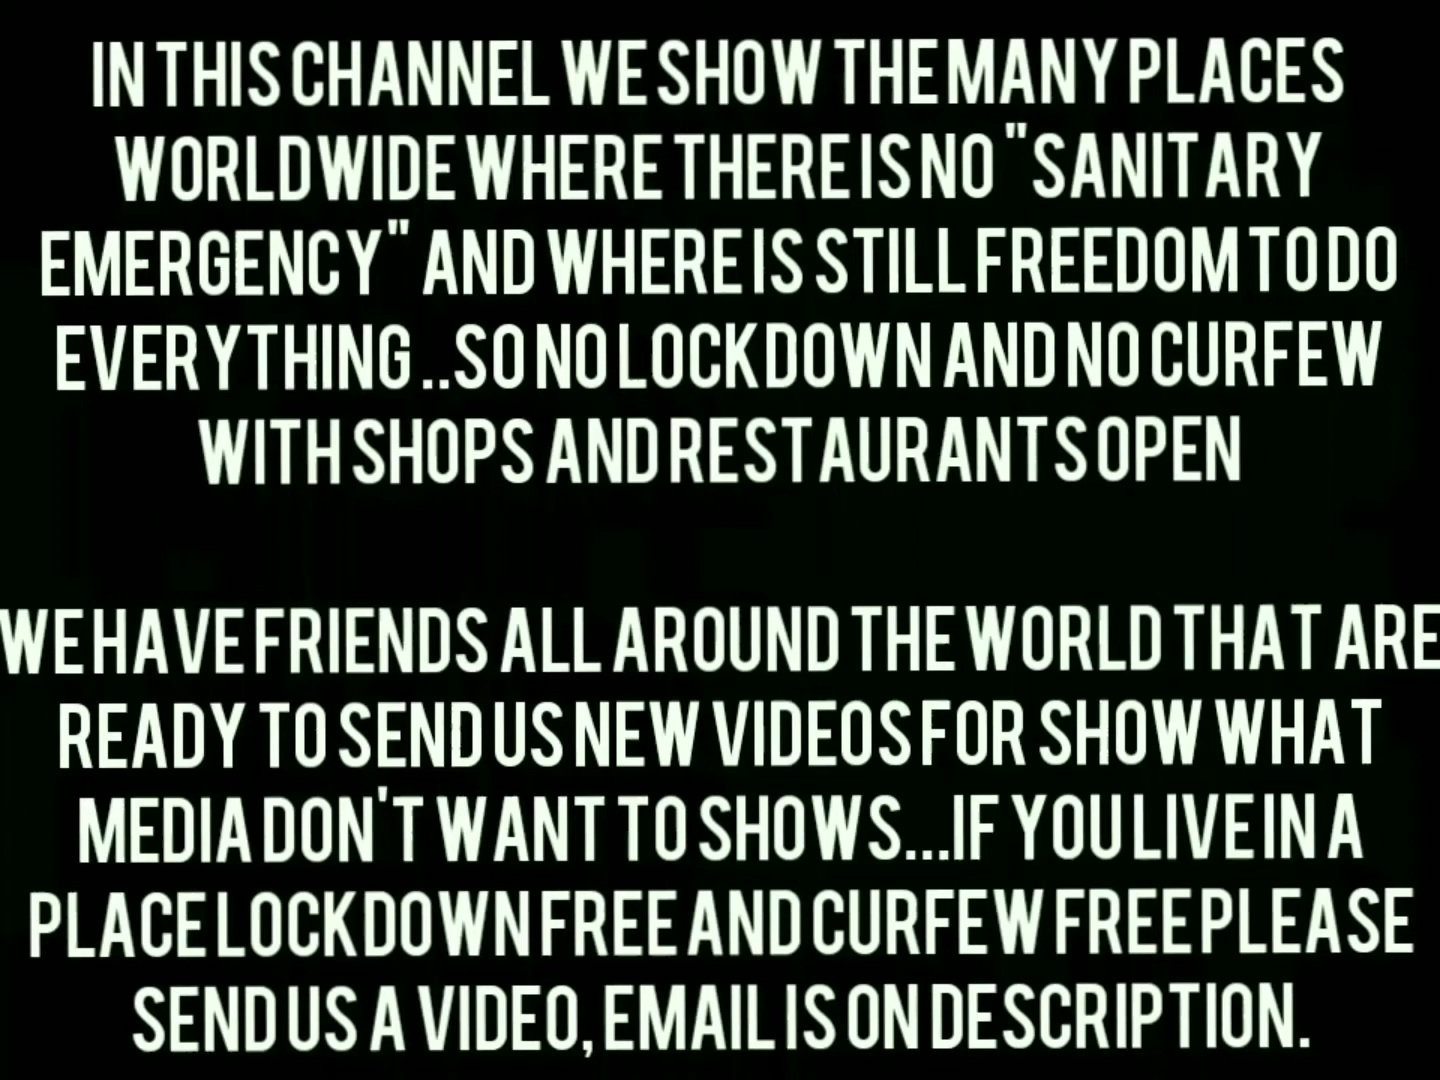 IN THIS CHANNEL WE SHOW THE MANY PLACES
WORLDWIDE WHERE THERE IS NO "SANITARY
EMERGENCY" AND WHERE IS STILL FREEDOM TO DO
EVERYTHING..SO NO LOCKDOWN AND NO CURFEW
WITH SHOPS AND RESTAURANTS OPEN
WE HAVE FRIENDS ALL AROUND THE WORLD THAT ARE
READY TO SEND US NEW VIDEOS FOR SHOW WHAT
MEDIA DON'T WANT TO SHOWS...IF YOU LIVE IN A
PLACE LOCKDOWN FREE AND CURFEW FREE PLEASE
SEND US A VIDEO, EMAIL IS ON DESCRIPTION.